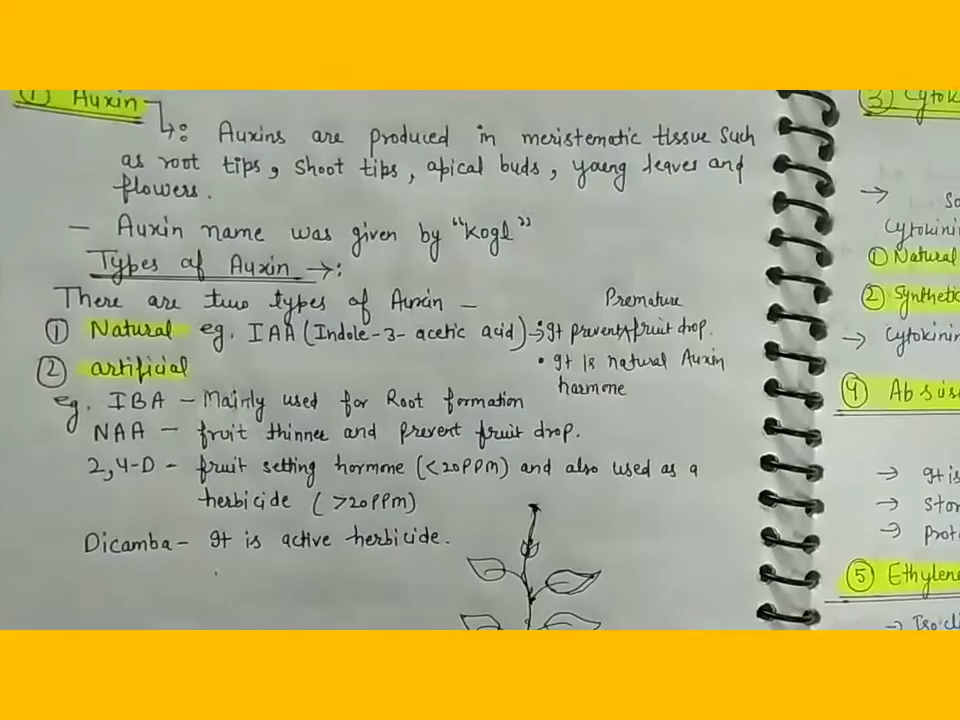 ① Auxin
↳: Auxins are produced in meristematic tissue such
as root tips, shoot tips, apical buds, young leaves and
flowers.
- Auxin name was given by "Kogl"
Types of Auxin →:
There are two types of Auxin -
Premature
① Natural eg. IAA (Indole-3-acetic acid) → • It prevent fruit drop.
• It is natural Auxin
hormone
② artificial
eg. IBA - Mainly used for Root formation
NAA - fruit thinner and prevent fruit drop.
2,4-D - fruit setting hormone (<20PPM) and also used as a
herbicide (>20PPM)
Dicamba - It is active herbicide.
③ Cytok
→ So
Cytokini
① Natural
② Synthetic
→ Cytokinin
④ Absis
→ It is
→ Stor
→ Prote
⑤ Ethylene